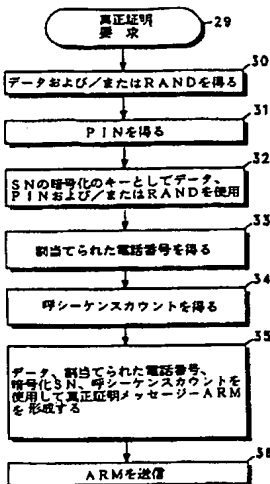 真正証明
要求
29
30
データおよび/またはRANDを得る
31
PINを得る
32
SNの暗号化のキーとしてデータ、
PINおよび/またはRANDを使用
33
割当てられた電話番号を得る
34
呼シーケンスカウントを得る
35
データ、割当てられた電話番号、
暗号化SN、呼シーケンスカウントを
使用して真正証明メッセージーARM
を形成する
36
ARMを送信